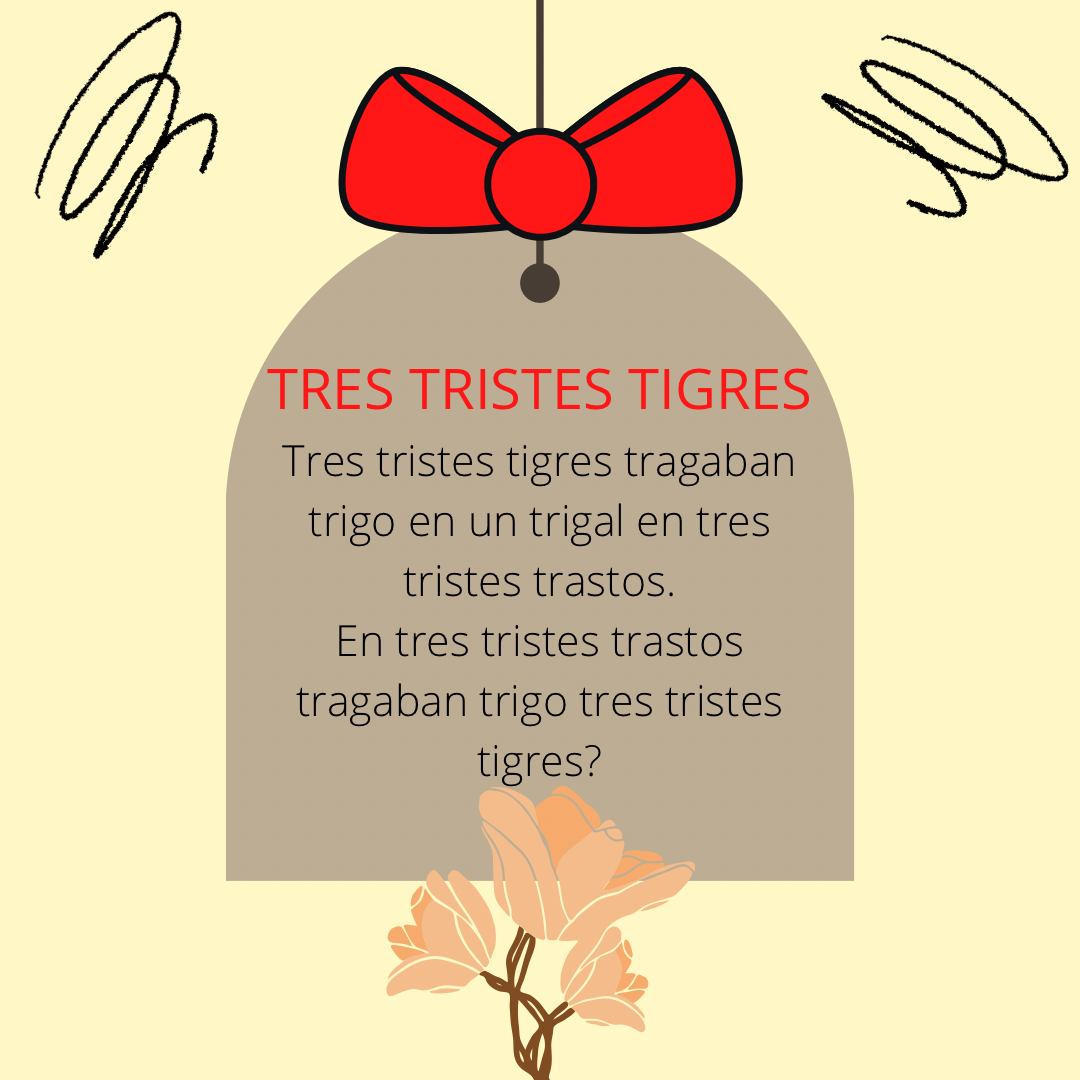 TRES TRISTES TIGRES
Tres tristes tigres tragaban
trigo en un trigal en tres
tristes trastos.
En tres tristes trastos
tragaban trigo tres tristes
tigres?